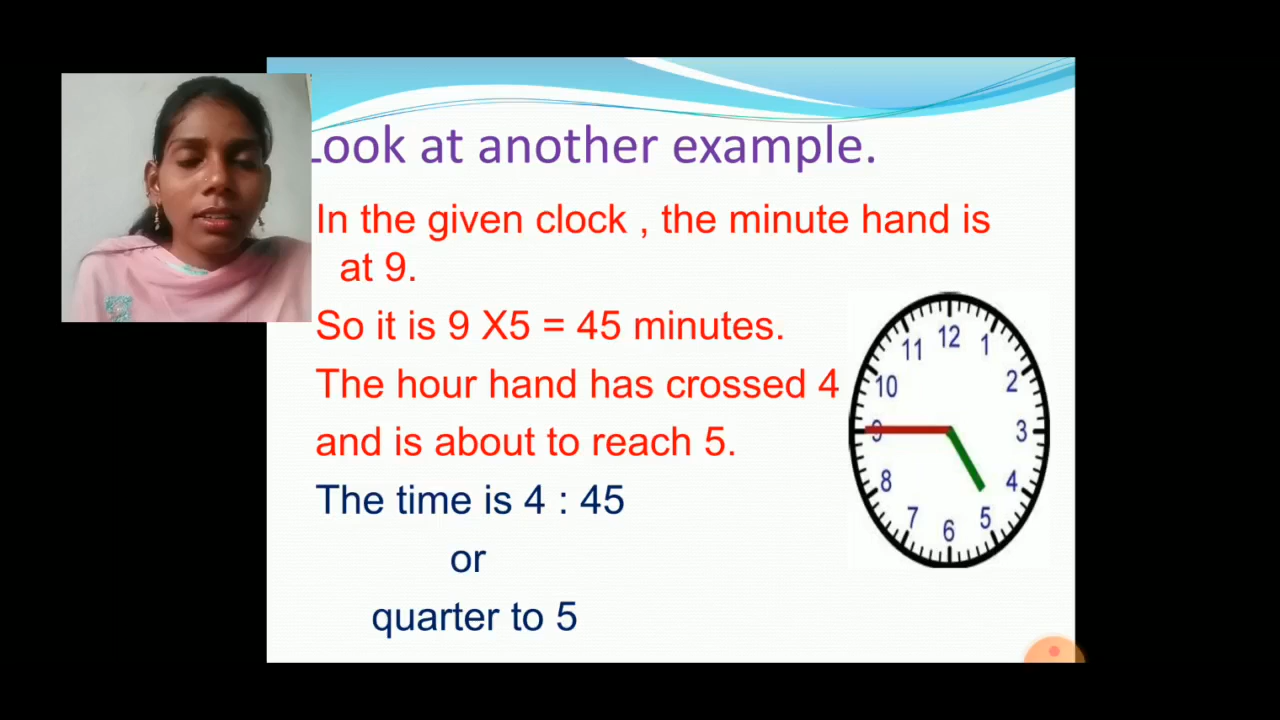 Look at another example.
In the given clock , the minute hand is
at 9.
So it is 9 X5 = 45 minutes.
The hour hand has crossed 4
and is about to reach 5.
The time is 4 : 45
or
quarter to 5
12
11
1
10
2
9
3
8
4
7
5
6